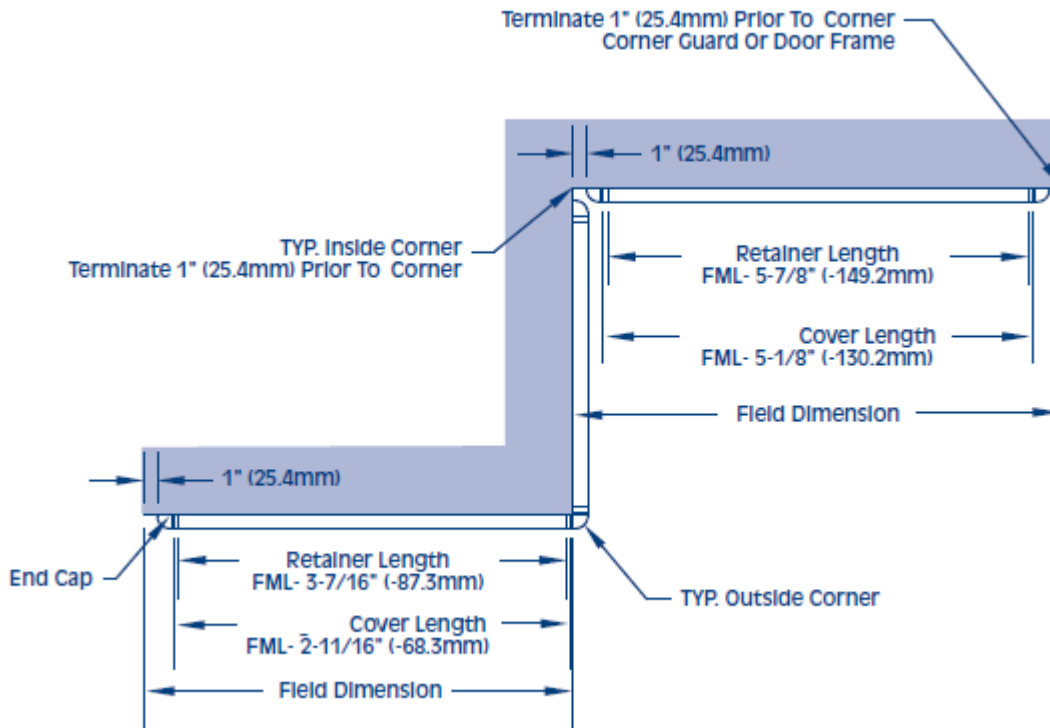 Terminate 1" (25.4mm) Prior To Corner
Corner Guard Or Door Frame
1" (25.4mm)
TYP. Inside Corner
Terminate 1" (25.4mm) Prior To Corner
Retainer Length
FML- 5-7/8" (-149.2mm)
Cover Length
FML- 5-1/8" (-130.2mm)
Field Dimension
1" (25.4mm)
End Cap
Retainer Length
FML- 3-7/16" (-87.3mm)
TYP. Outside Corner
Cover Length
FML- 2-11/16" (-68.3mm)
Field Dimension